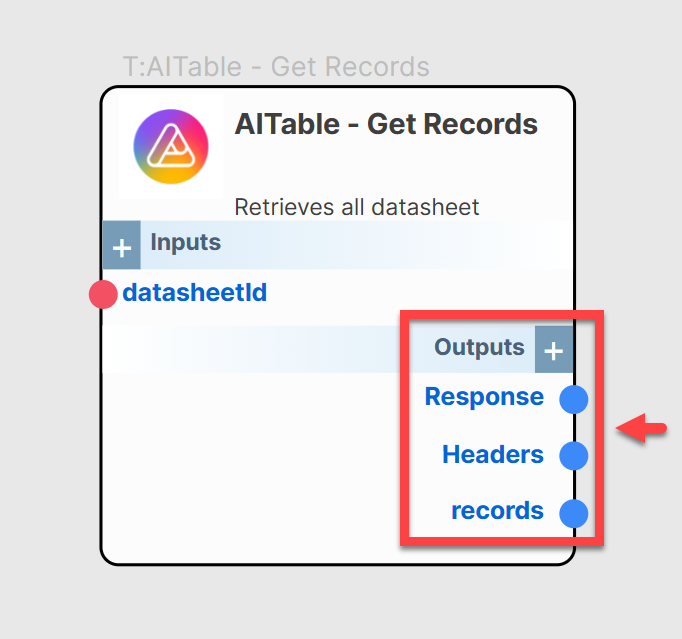 T:AITable - Get Records
AITable - Get Records
Retrieves all datasheet
+ Inputs
datasheetId
Outputs +
Response
Headers
records